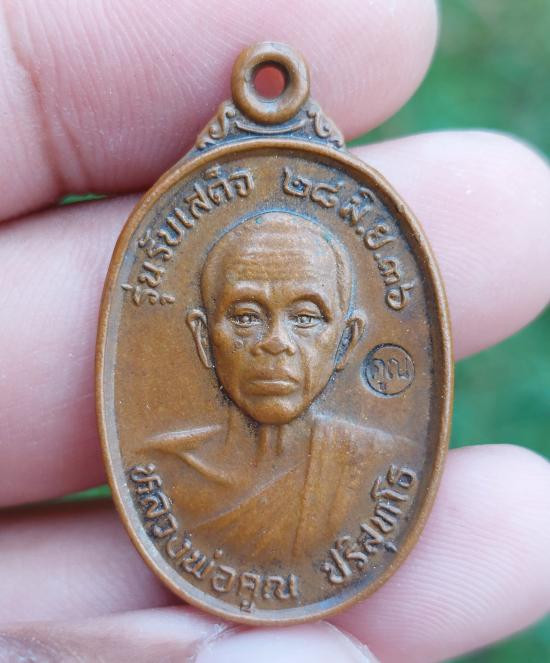 รุ่นรับเสด็จ ๒๘ มิ.ย.๓๖
คูณ
หลวงพ่อคูณ ปริสุทฺโธ